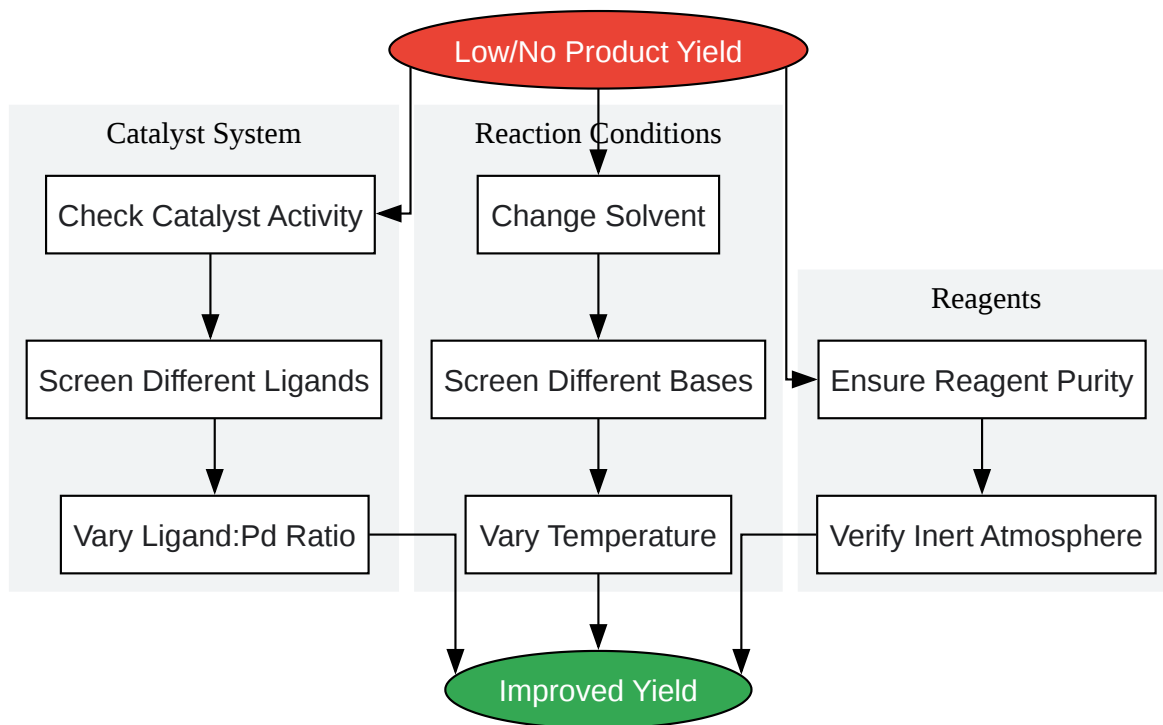 Low/No Product Yield
Catalyst System
Check Catalyst Activity
Screen Different Ligands
Vary Ligand:Pd Ratio
Reaction Conditions
Change Solvent
Screen Different Bases
Vary Temperature
Reagents
Ensure Reagent Purity
Verify Inert Atmosphere
Improved Yield